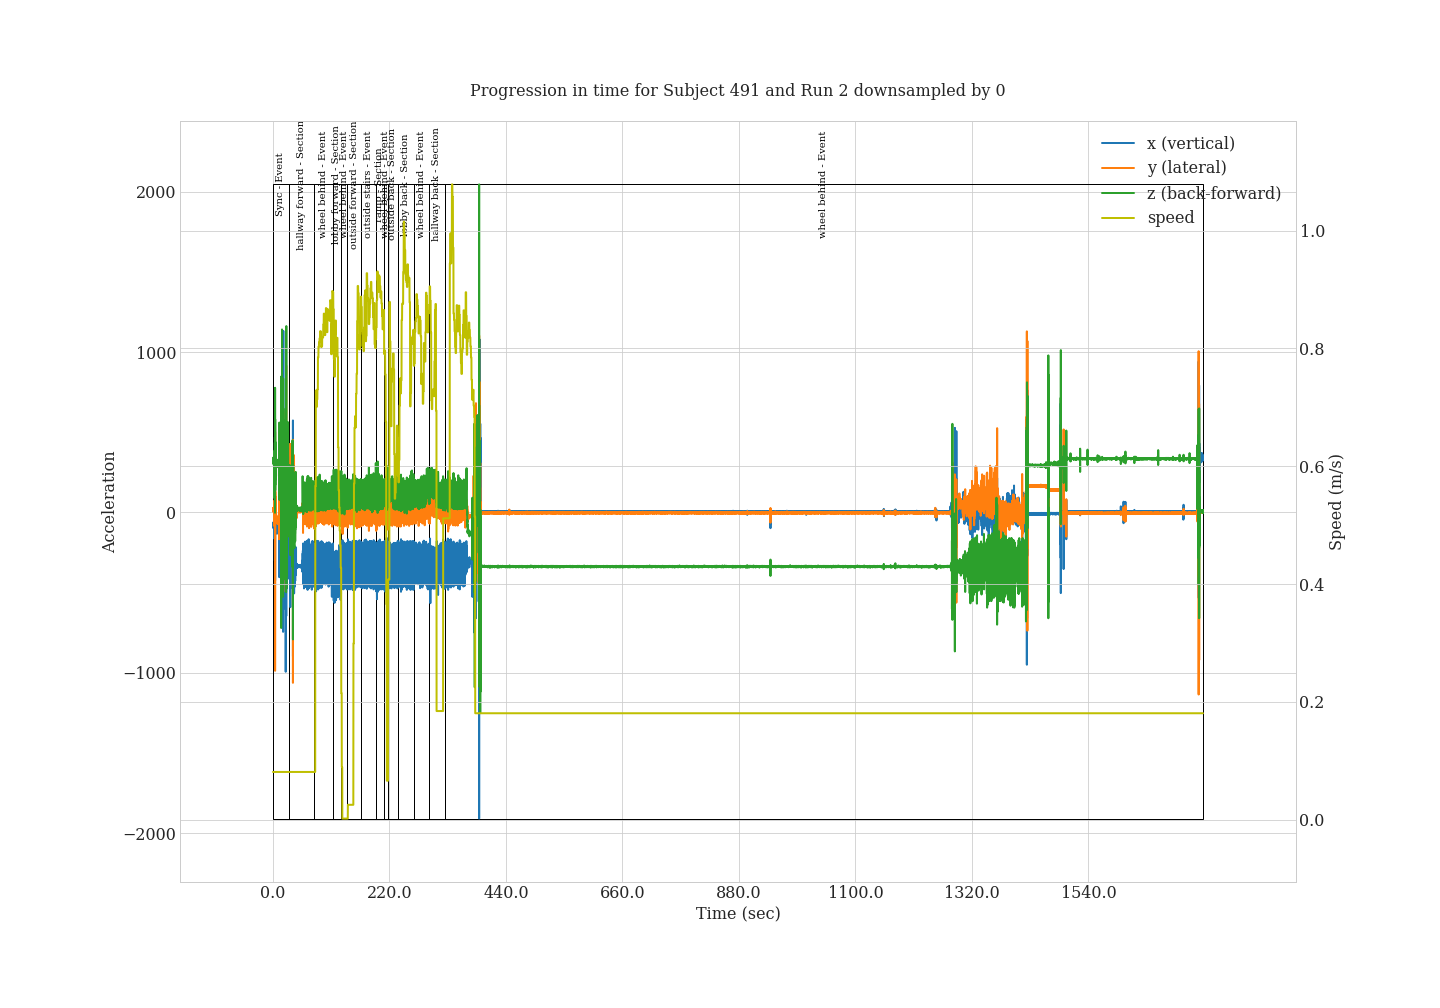 Progression in time for Subject 491 and Run 2 downsampled by 0
Sync - Event
hallway forward - Section
wheel behind - Event
lobby forward - Section
wheel behind - Event
outside forward - Section
outside stairs - Event
wheel behind - Event
outside back - Section
lobby back - Section
wheel behind - Event
hallway back - Section
wheel behind - Event
x (vertical)
y (lateral)
z (back-forward)
speed
2000
1000
0
−1000
−2000
Acceleration
1.0
0.8
0.6
0.4
0.2
0.0
Speed (m/s)
0.0 220.0 440.0 660.0 880.0 1100.0 1320.0 1540.0
Time (sec)